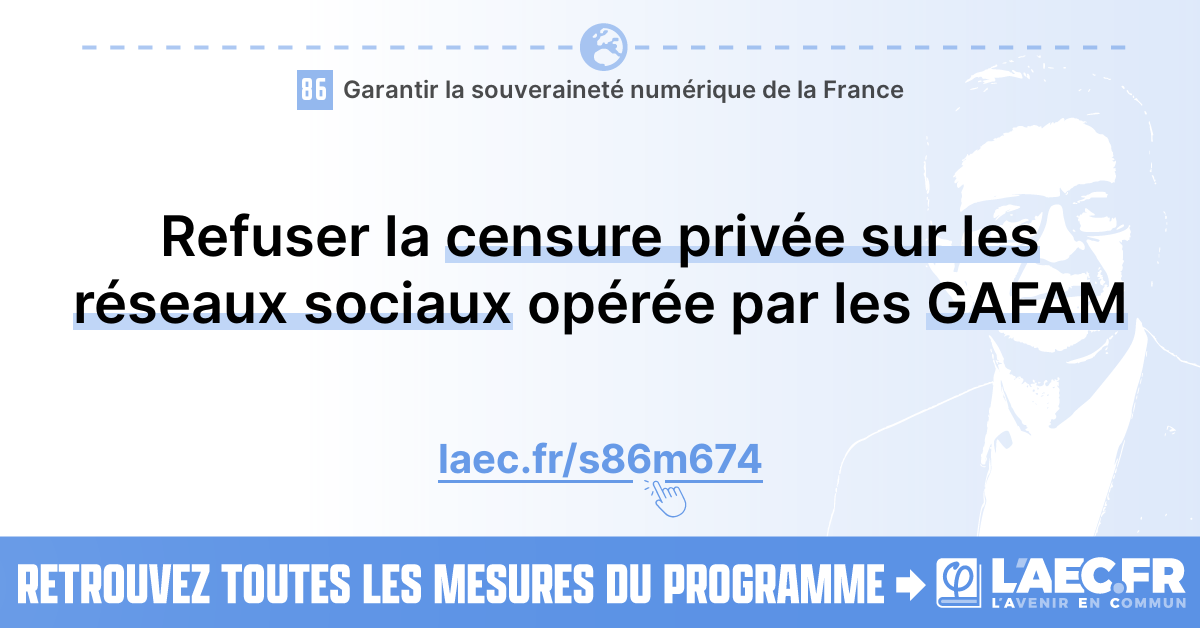 86 Garantir la souveraineté numérique de la France
Refuser la censure privée sur les
réseaux sociaux opérée par les GAFAM
laec.fr/s86m674
RETROUVEZ TOUTES LES MESURES DU PROGRAMME
φ L'AEC.FR
L'AVENIR EN COMMUN